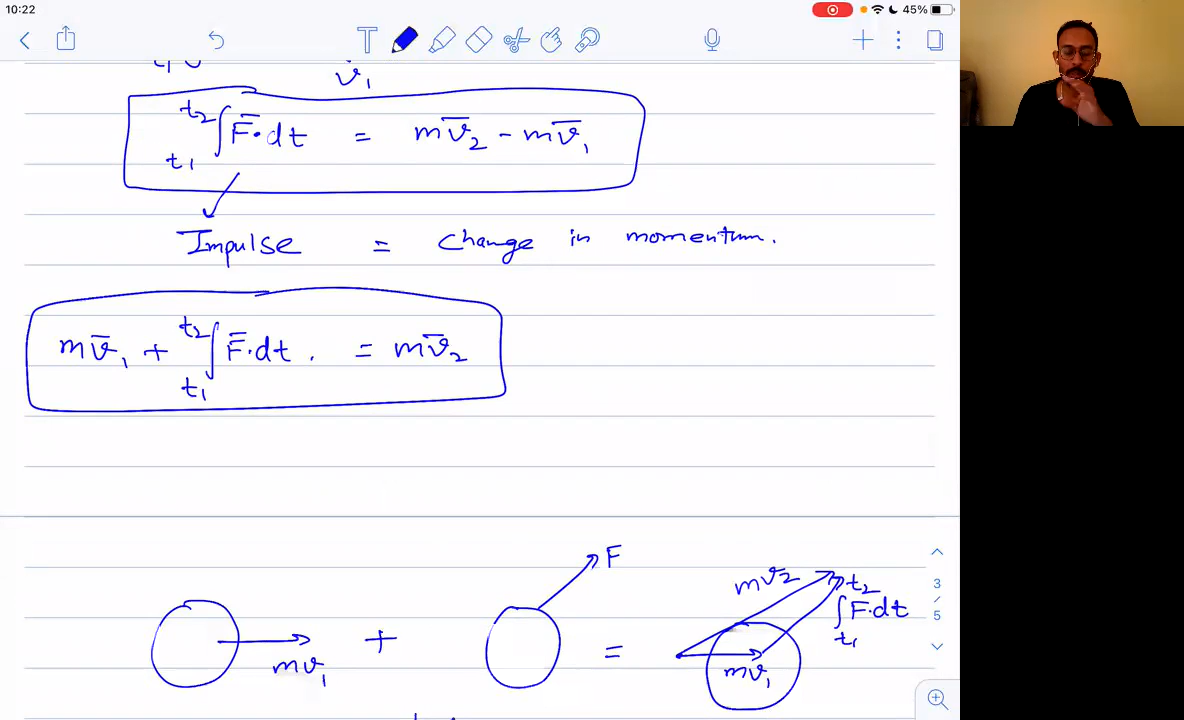 10:22
45%
T
v̅₁
t₂
∫ F̅·dt = mv̅₂ - mv̅₁
t₁
Impulse = change in momentum.
t₂
mv̅₁ + ∫ F̅·dt. = mv̅₂
t₁
F
mv₂
t₂
∫ F·dt
t₁
mv₁
+
=
mv₁
3
/
5